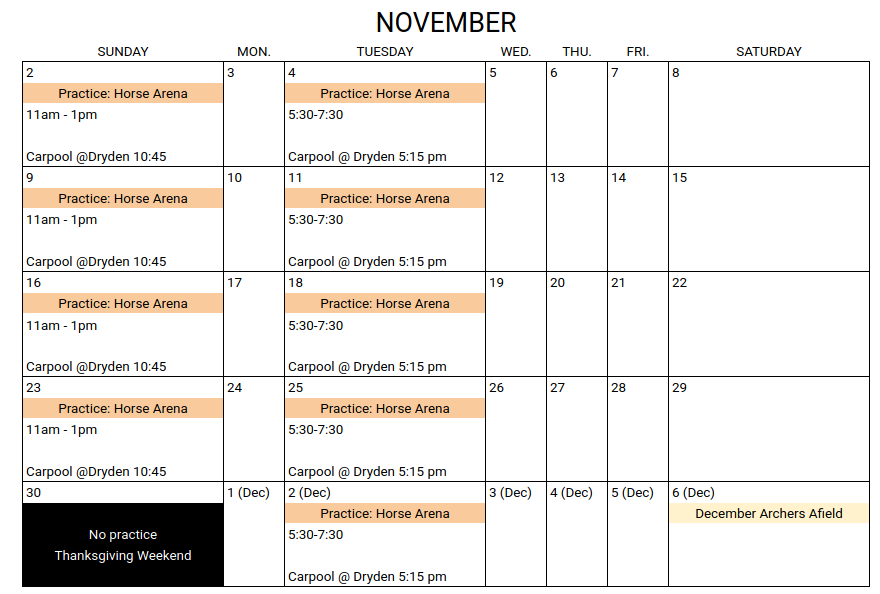 NOVEMBER
SUNDAY MON. TUESDAY WED. THU. FRI. SATURDAY
2 3 4 5 6 7 8
Practice: Horse Arena Practice: Horse Arena
11am - 1pm 5:30-7:30
Carpool @Dryden 10:45 Carpool @ Dryden 5:15 pm
9 10 11 12 13 14 15
Practice: Horse Arena Practice: Horse Arena
11am - 1pm 5:30-7:30
Carpool @Dryden 10:45 Carpool @ Dryden 5:15 pm
16 17 18 19 20 21 22
Practice: Horse Arena Practice: Horse Arena
11am - 1pm 5:30-7:30
Carpool @Dryden 10:45 Carpool @ Dryden 5:15 pm
23 24 25 26 27 28 29
Practice: Horse Arena Practice: Horse Arena
11am - 1pm 5:30-7:30
Carpool @Dryden 10:45 Carpool @ Dryden 5:15 pm
30 1 (Dec) 2 (Dec) 3 (Dec) 4 (Dec) 5 (Dec) 6 (Dec)
Practice: Horse Arena December Archers Afield
No practice 5:30-7:30
Thanksgiving Weekend
Carpool @ Dryden 5:15 pm